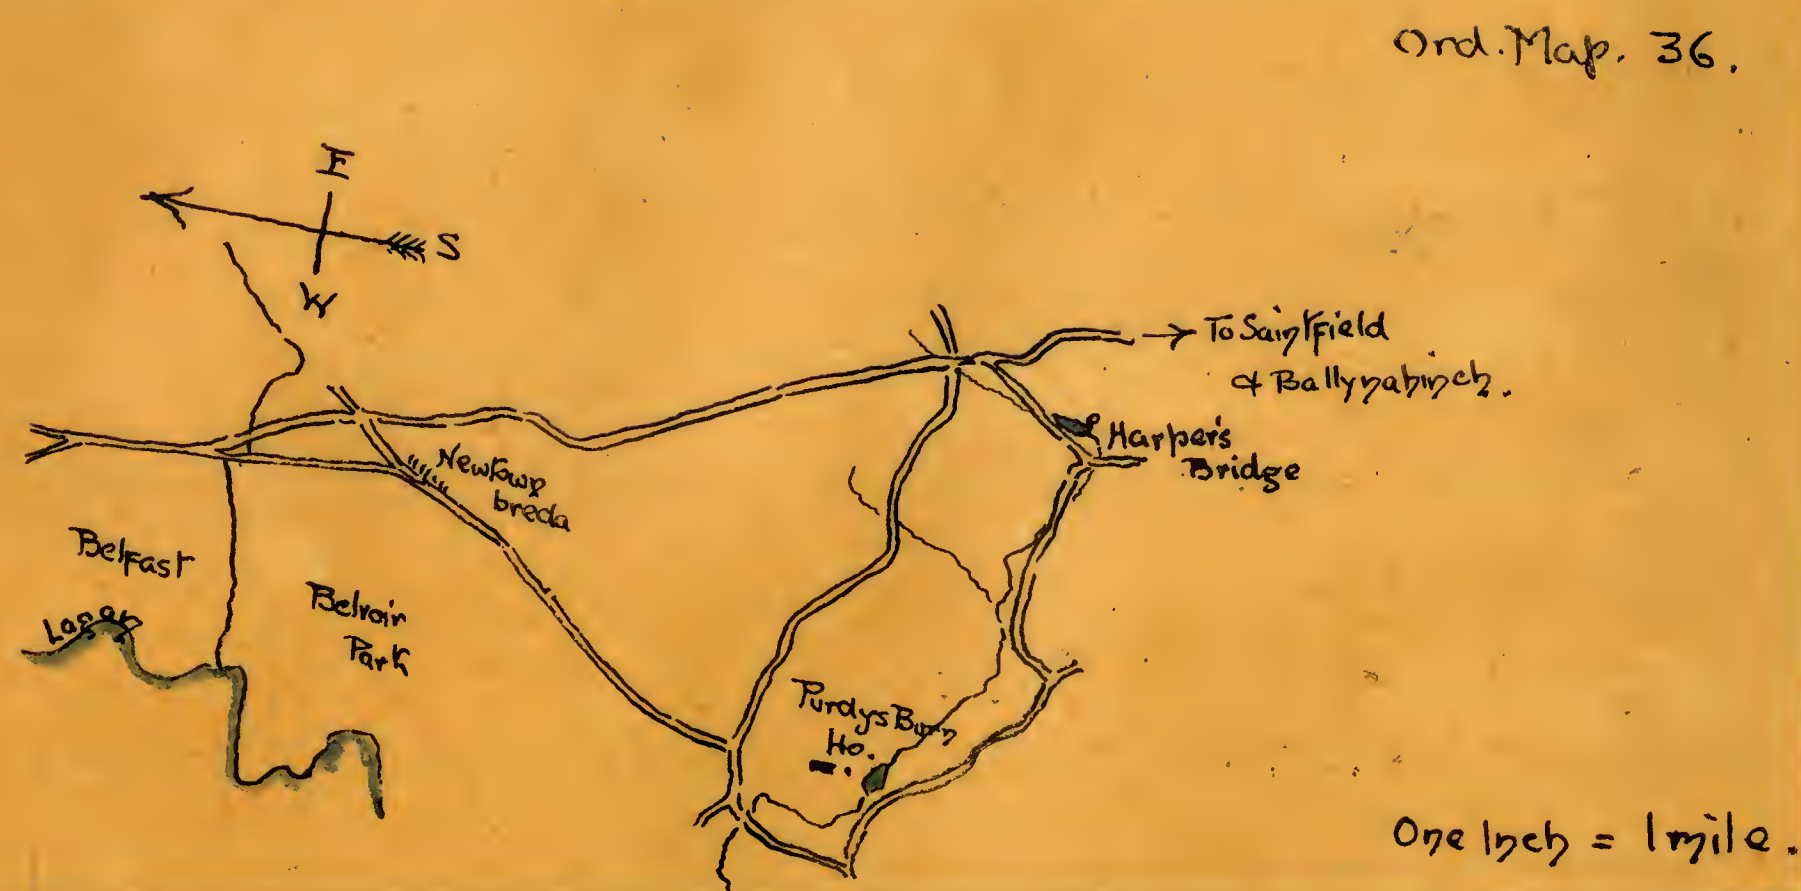 Ord. Map. 36.
E
S
W
To Saintfield
& Ballynahinch.
Harper's
Bridge
Newtown
breda
Belfast
Belvoir
Park
Lagan
Purdys Burn
Ho.
One Inch = 1 mile.